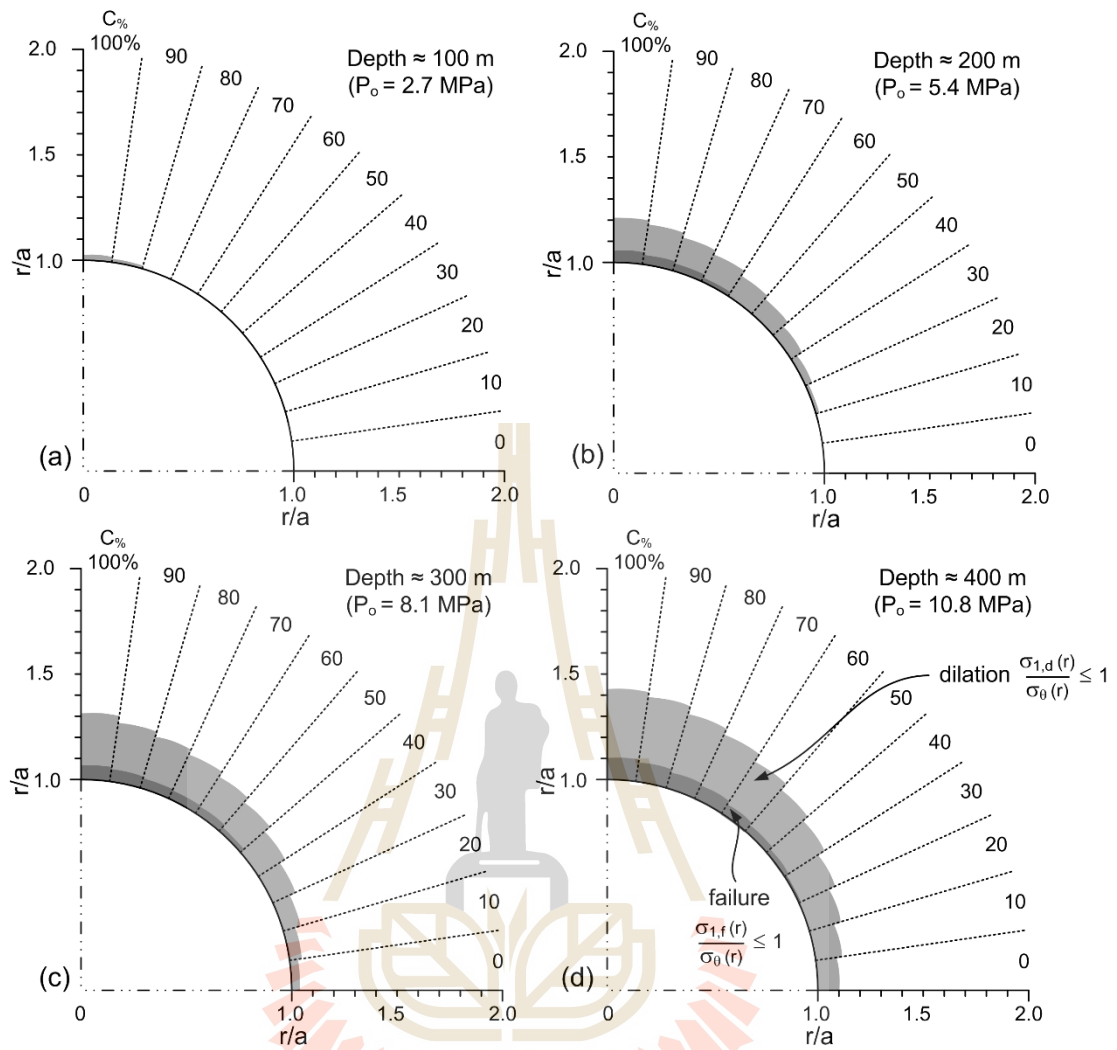 C%
100%
90
80
70
60
50
40
30
20
10
0
Depth ≈ 100 m
(Po = 2.7 MPa)
2.0
1.5
1.0
r/a
(a)
0
1.0
1.5
2.0
r/a
C%
100%
90
80
70
60
50
40
30
20
10
0
Depth ≈ 200 m
(Po = 5.4 MPa)
2.0
1.5
1.0
r/a
(b)
0
1.0
1.5
2.0
r/a
C%
100%
90
80
70
60
50
40
30
20
10
0
Depth ≈ 300 m
(Po = 8.1 MPa)
2.0
1.5
1.0
r/a
(c)
0
1.0
1.5
2.0
r/a
C%
100%
90
80
70
60
50
40
30
20
10
0
Depth ≈ 400 m
(Po = 10.8 MPa)
dilation σ1,d (r) / σθ (r) ≤ 1
failure
σ1,f (r) / σθ (r) ≤ 1
2.0
1.5
1.0
r/a
(d)
0
1.0
1.5
2.0
r/a